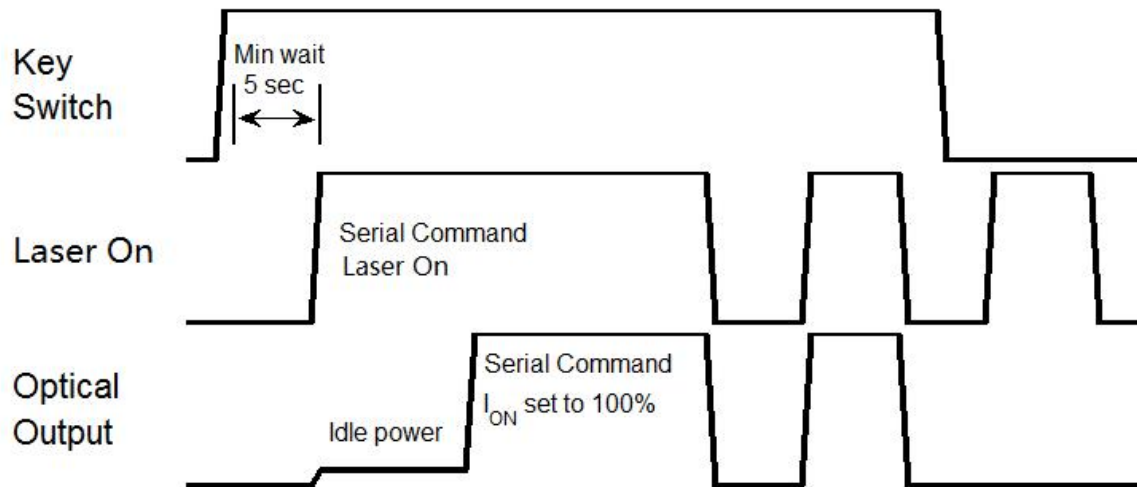 Key
Switch
Min wait
5 sec
Laser On
Serial Command
Laser On
Optical
Output
Idle power
Serial Command
I_ON set to 100%